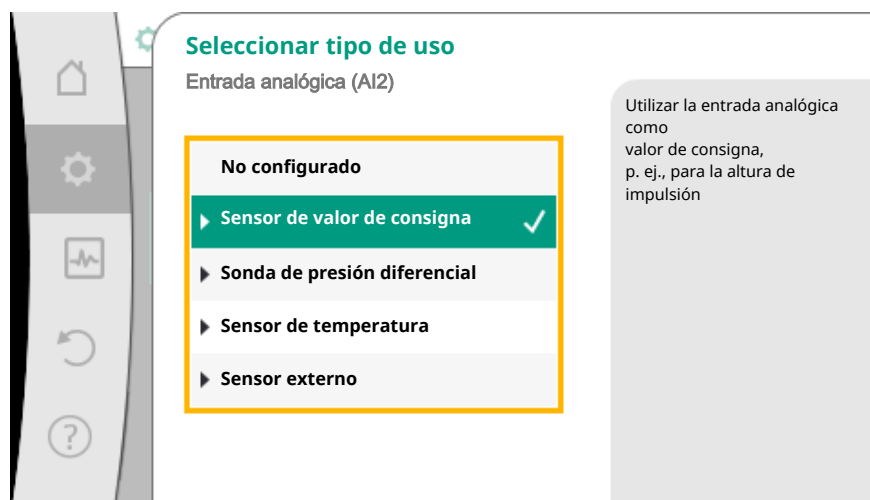 Seleccionar tipo de uso
Entrada analógica (AI2)
No configurado
Sensor de valor de consigna
Sonda de presión diferencial
Sensor de temperatura
Sensor externo
Utilizar la entrada analógica
como
valor de consigna,
p. ej., para la altura de
impulsión
?